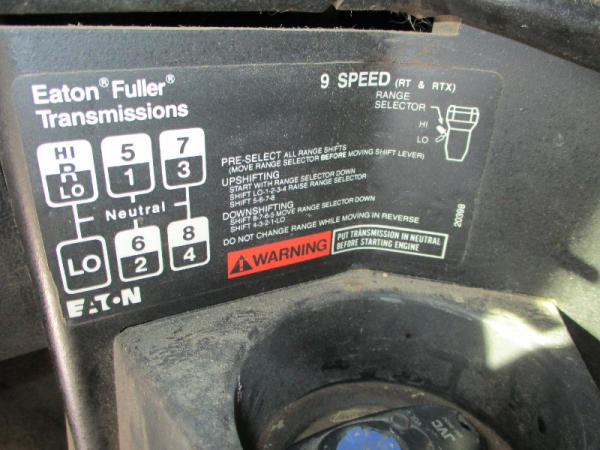 Eaton® Fuller®
Transmissions
9 SPEED (RT & RTX)
RANGE
SELECTOR
HI
LO
HI
R
LO
5
1
7
3
Neutral
LO
6
2
8
4
PRE-SELECT ALL RANGE SHIFTS
(MOVE RANGE SELECTOR BEFORE MOVING SHIFT LEVER)
UPSHIFTING
START WITH RANGE SELECTOR DOWN
SHIFT LO-1-2-3-4 RAISE RANGE SELECTOR
SHIFT 5-6-7-8
DOWNSHIFTING
SHIFT 8-7-6-5 MOVE RANGE SELECTOR DOWN
SHIFT 4-3-2-1-LO
DO NOT CHANGE RANGE WHILE MOVING IN REVERSE
WARNING
PUT TRANSMISSION IN NEUTRAL
BEFORE STARTING ENGINE
20398
EATON
JVC